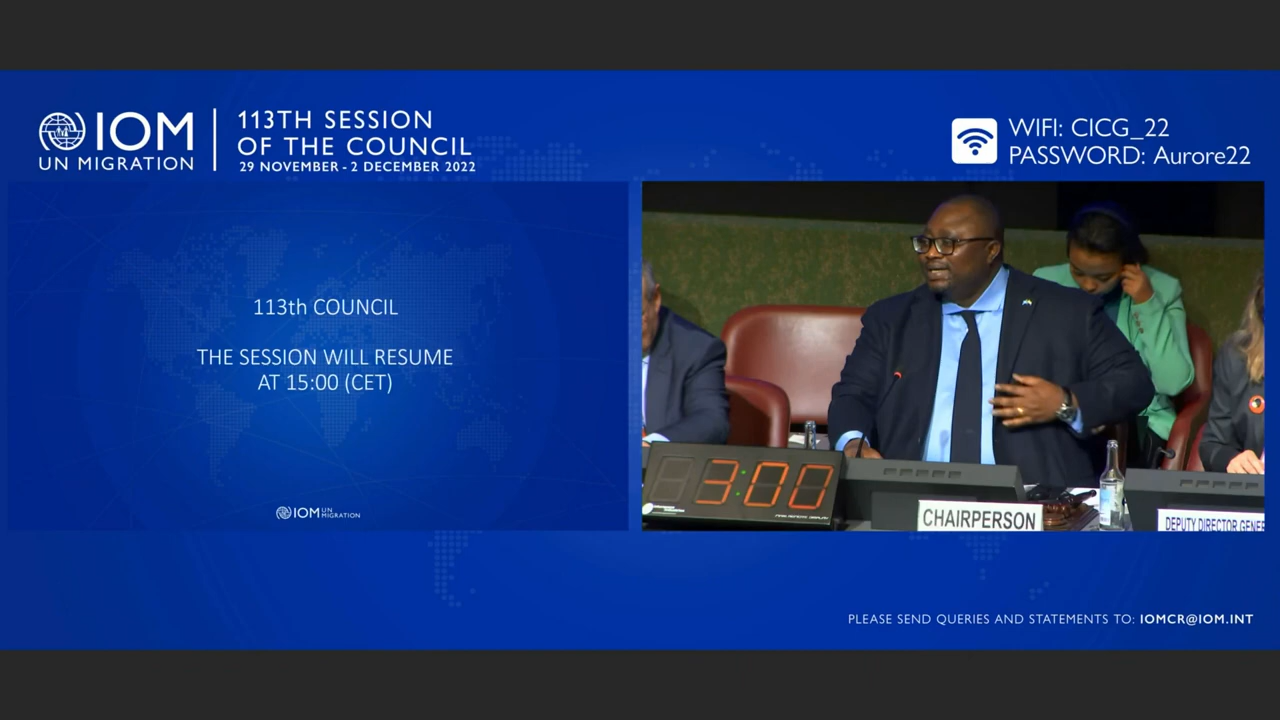 IOM
UN MIGRATION
113TH SESSION
OF THE COUNCIL
29 NOVEMBER - 2 DECEMBER 2022
WIFI: CICG_22
PASSWORD: Aurore22
113th COUNCIL
THE SESSION WILL RESUME
AT 15:00 (CET)
IOM UN
MIGRATION
3:00
CHAIRPERSON
DEPUTY DIRECTOR GENE
PLEASE SEND QUERIES AND STATEMENTS TO: IOMCR@IOM.INT